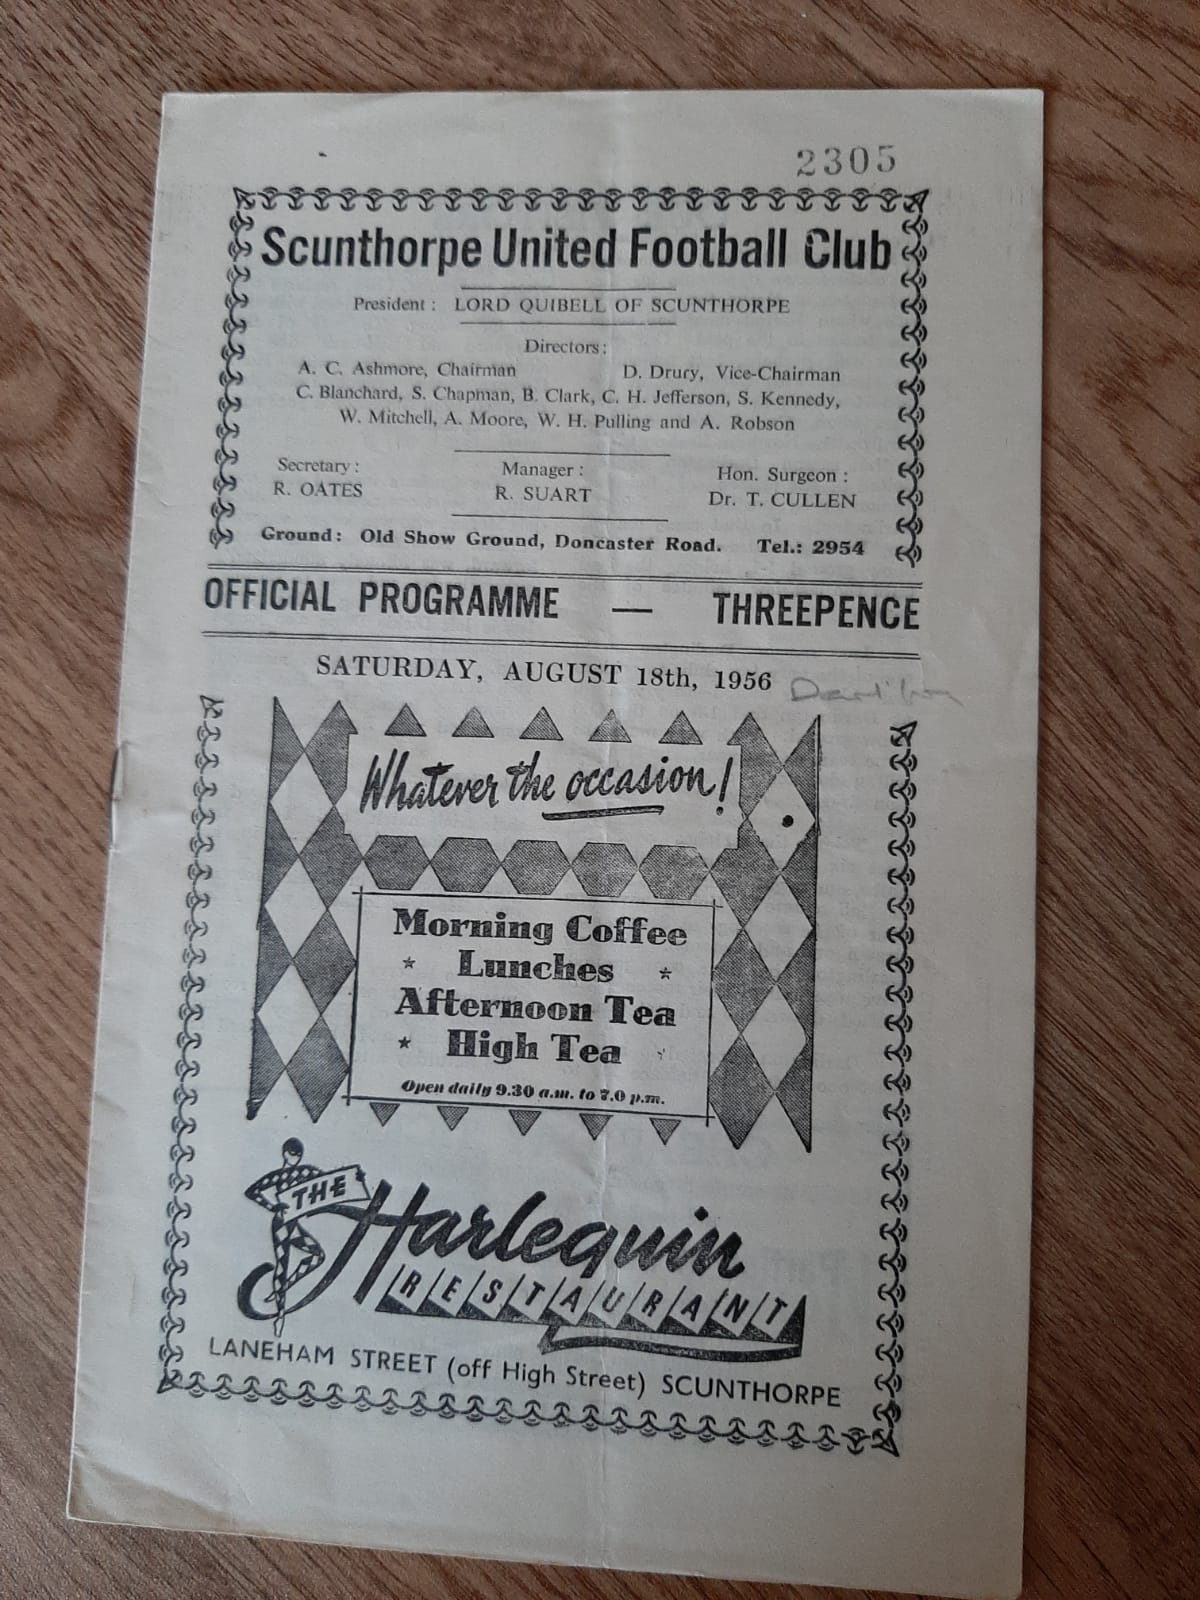 2305
Scunthorpe United Football Club
President : LORD QUIBELL OF SCUNTHORPE
Directors:
A. C. Ashmore, Chairman D. Drury, Vice-Chairman
C. Blanchard, S. Chapman, B. Clark, C. H. Jefferson, S. Kennedy,
W. Mitchell, A. Moore, W. H. Pulling and A. Robson
Secretary : Manager : Hon. Surgeon :
R. OATES R. SUART Dr. T. CULLEN
Ground: Old Show Ground, Doncaster Road. Tel.: 2954
OFFICIAL PROGRAMME — THREEPENCE
SATURDAY, AUGUST 18th, 1956
Whatever the occasion!
Morning Coffee
* Lunches *
Afternoon Tea
* High Tea *
Open daily 9.30 a.m. to 7.0 p.m.
THE
Harlequin
RESTAURANT
LANEHAM STREET (off High Street) SCUNTHORPE